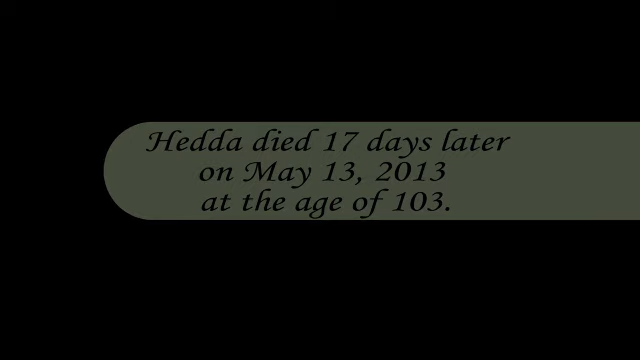 Hedda died 17 days later
on May 13, 2013
at the age of 103.